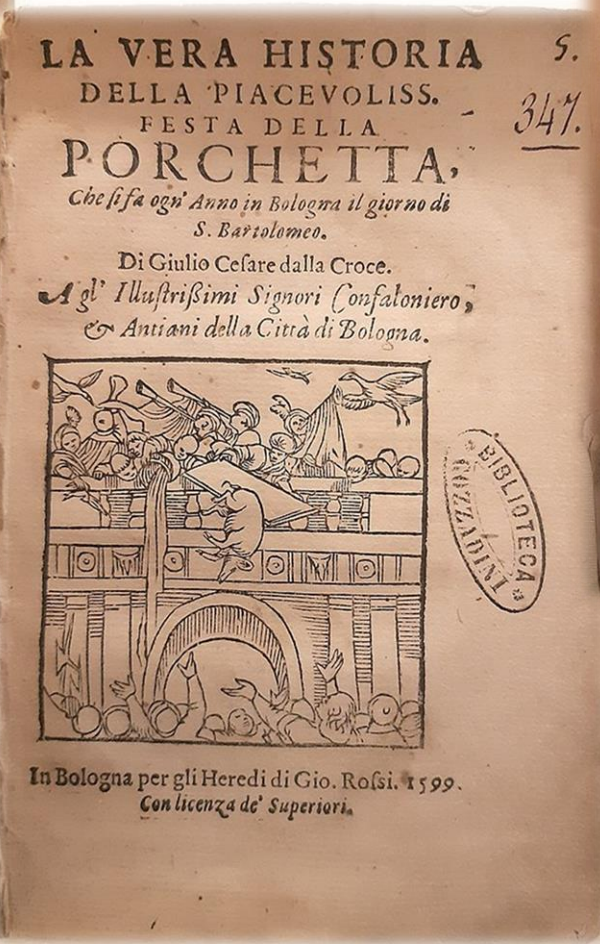 LA VERA HISTORIA
DELLA PIACEVOLISS.
FESTA DELLA
PORCHETTA,
Che ſi fa ogn' Anno in Bologna il giorno di
S. Bartolomeo.
Di Giulio Ceſare dalla Croce.
A gl' Illuſtriſſimi Signori Confaloniero,
& Antiani della Città di Bologna.
In Bologna per gli Heredi di Gio. Roſſi. 1599.
Con licenza de' Superiori.
S.
347.
BIBLIOTECA
GOZZADINI